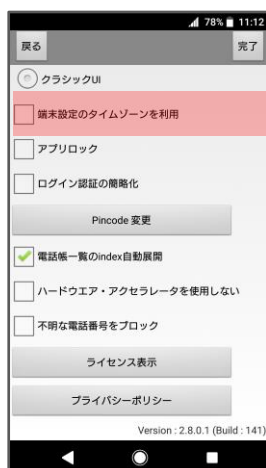 78% 11:12
戻る 完了
クラシックUI
端末設定のタイムゾーンを利用
アプリロック
ログイン認証の簡略化
Pincode 変更
電話帳一覧のindex自動展開
ハードウエア・アクセラレータを使用しない
不明な電話番号をブロック
ライセンス表示
プライバシーポリシー
Version : 2.8.0.1 (Build : 141)